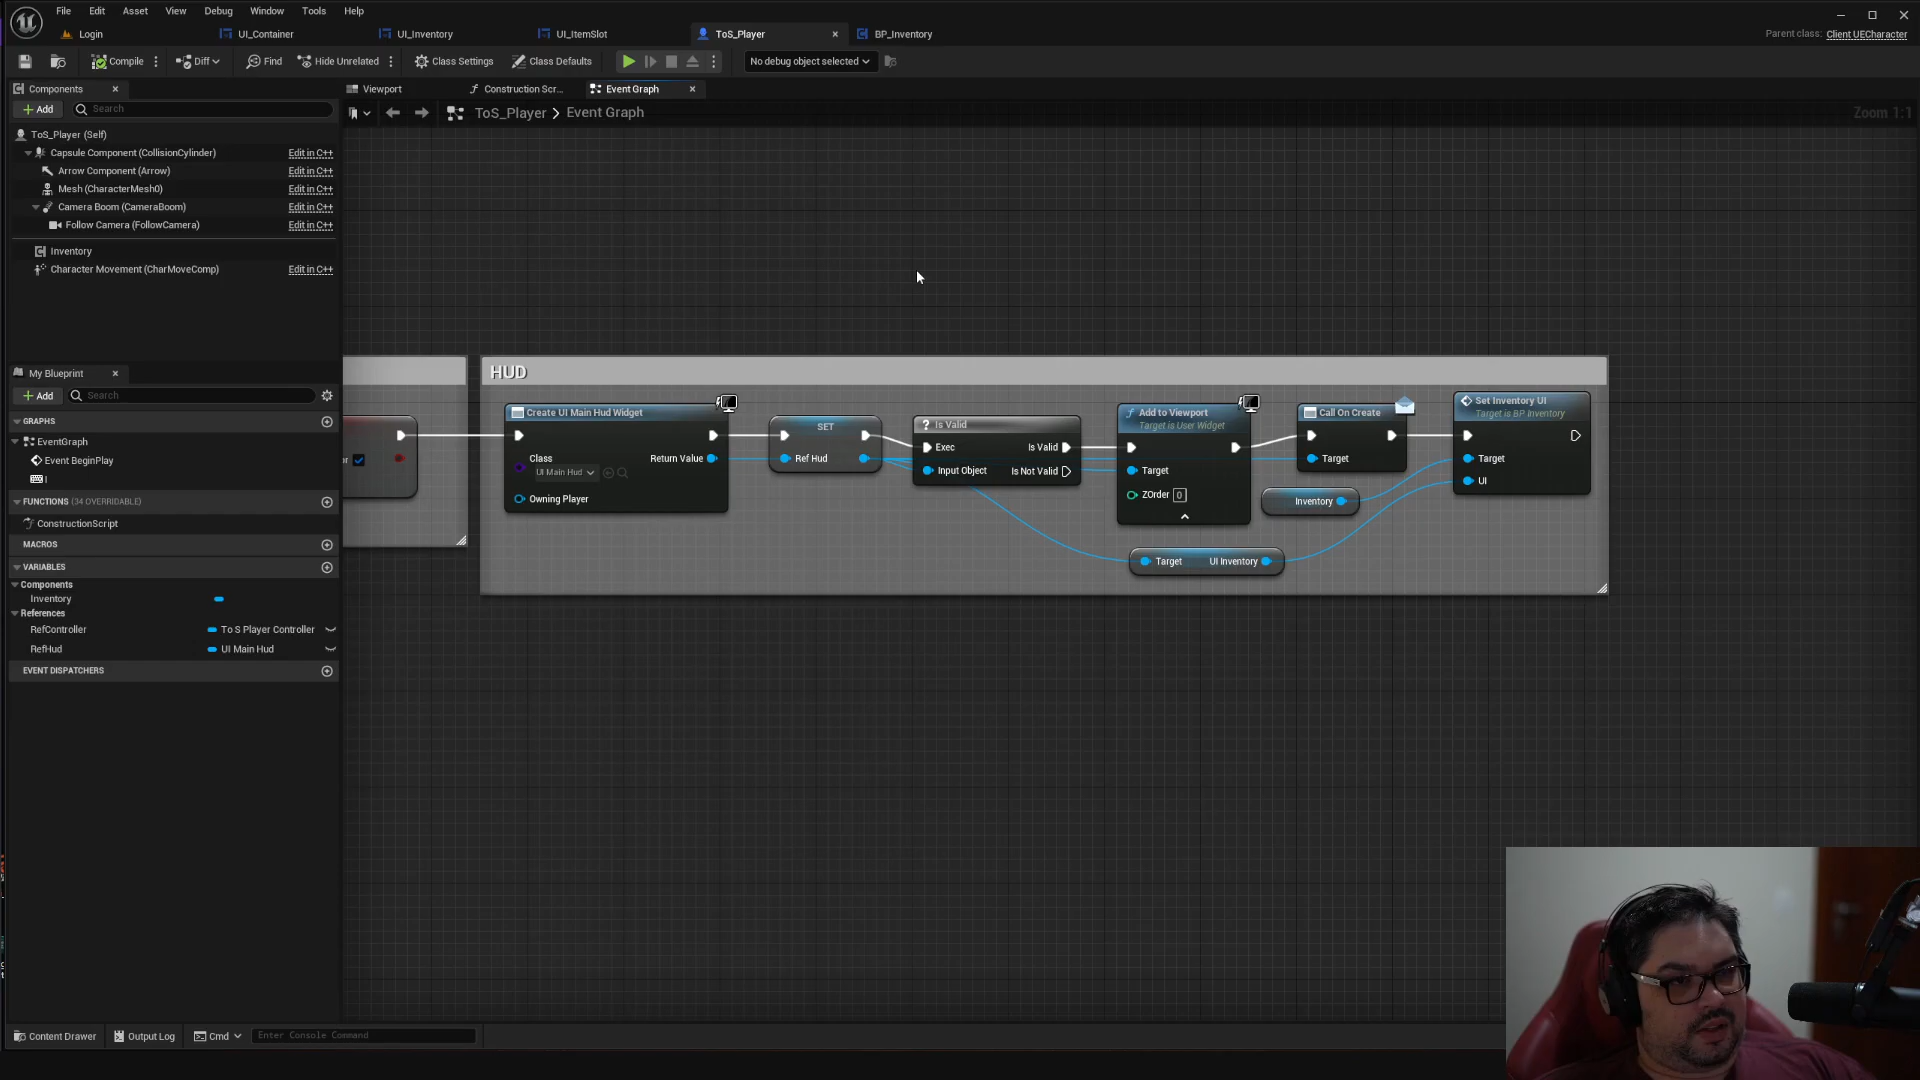 File Edit Asset View Debug Window Tools Help
Login UI_Container UI_Inventory UI_ItemSlot ToS_Player BP_Inventory
Parent class: Client UECharacter
Compile Diff Find Hide Unrelated Class Settings Class Defaults No debug object selected
Components
Viewport Construction Scr... Event Graph
Add Search
ToS_Player > Event Graph
Zoom 1:1
ToS_Player (Self)
Capsule Component (CollisionCylinder) Edit in C++
Arrow Component (Arrow) Edit in C++
Mesh (CharacterMesh0) Edit in C++
Camera Boom (CameraBoom) Edit in C++
Follow Camera (FollowCamera) Edit in C++
Inventory
Character Movement (CharMoveComp) Edit in C++
My Blueprint
Add Search
GRAPHS
EventGraph
Event BeginPlay
I
FUNCTIONS (34 OVERRIDABLE)
ConstructionScript
MACROS
VARIABLES
Components
Inventory
References
RefController To S Player Controller
RefHud UI Main Hud
EVENT DISPATCHERS
HUD
Create UI Main Hud Widget
Class
UI Main Hud
Return Value
Owning Player
SET
Ref Hud
? Is Valid
Exec Is Valid
Input Object Is Not Valid
Add to Viewport
Target is User Widget
Target
ZOrder 0
Call On Create
Target
Set Inventory UI
Target is BP Inventory
Target
UI
Inventory
Target UI Inventory
Content Drawer Output Log Cmd Enter Console Command